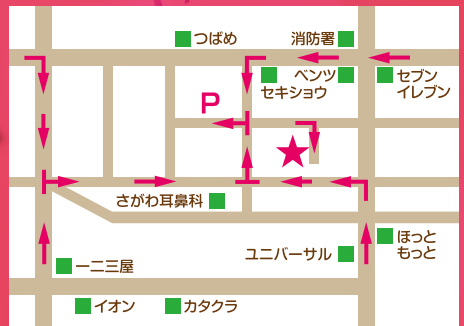 つばめ
消防署
ベンツ
セキショウ
セブン
イレブン
P
さがわ耳鼻科
ほっと
もっと
ユニバーサル
一二三屋
イオン
カタクラ